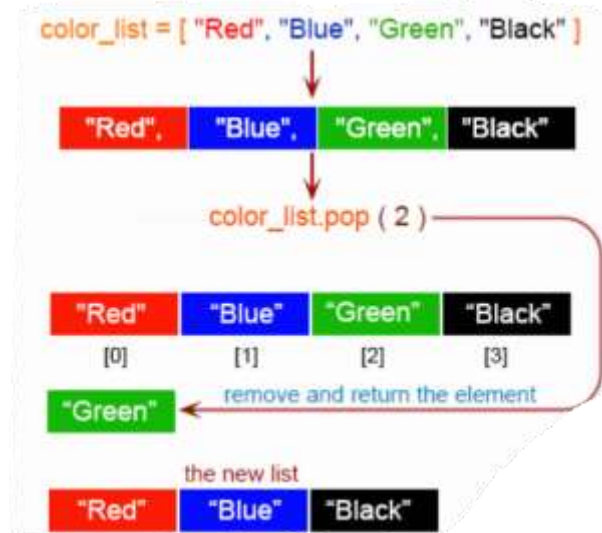 color_list = [ "Red", "Blue", "Green", "Black" ]
"Red", "Blue", "Green", "Black"
color_list.pop ( 2 )
"Red" “Blue” “Green” “Black”
[0] [1] [2] [3]
remove and return the element
“Green”
the new list
“Red” “Blue” “Black”